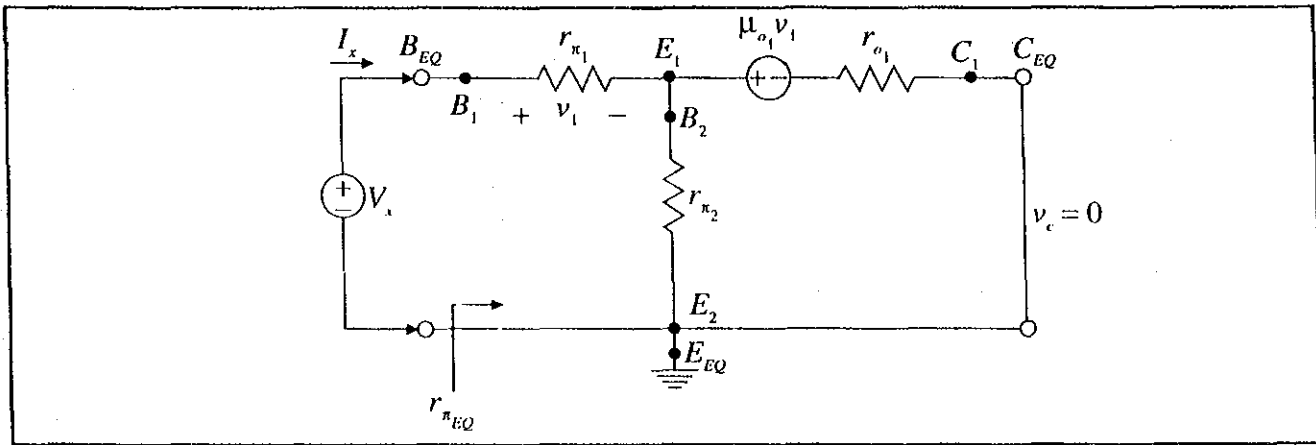 I_x B_EQ r_π1 E_1 μ_o1 v_1 r_o1 C_1 C_EQ
B_1 + v_1 − B_2
+ − V_x r_π2 v_c = 0
E_2
E_EQ
r_πEQ